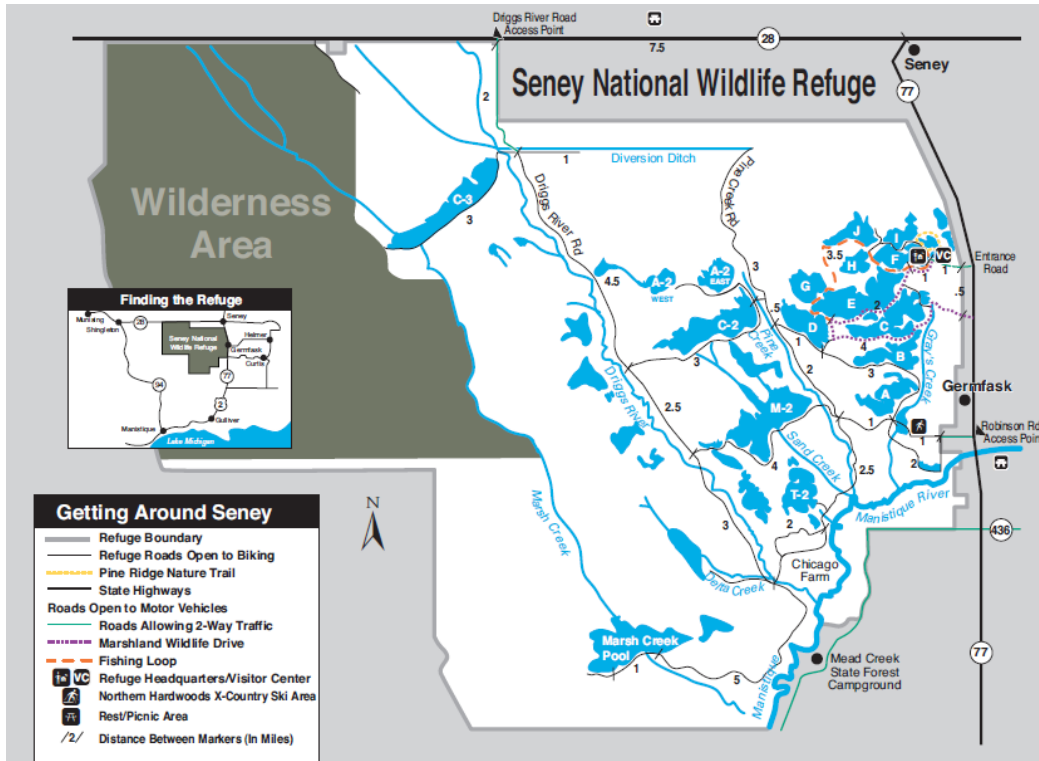 Driggs River Road
Access Point
7.5
28
Seney
77
Seney National Wildlife Refuge
2
1
Diversion Ditch
Pine Creek Rd
Driggs River Rd
Wilderness
Area
C-3
3
J
I
3.5
H
F
VC
1
1
Entrance
Road
.5
4.5
A-2
WEST
A-2
EAST
3
G
E
2
.5
C-2
D
C
1
4
B
Pine Creek
Gray's Creek
3
2
3
A
Germfask
Driggs River
2.5
M-2
1
1
Robinson Rd
Access Point
Sand Creek
4
2.5
2
T-2
Manistique River
436
Marsh Creek
3
2
Chicago
Farm
Delta Creek
Marsh Creek
Pool
1
5
Manistique
Mead Creek
State Forest
Campground
77
Finding the Refuge
Munising
Shingleton
28
Seney
Seney National
Wildlife Refuge
Helmer
Germfask
Curtis
77
94
2
Gulliver
Manistique
Lake Michigan
N
Getting Around Seney
Refuge Boundary
Refuge Roads Open to Biking
Pine Ridge Nature Trail
State Highways
Roads Open to Motor Vehicles
Roads Allowing 2-Way Traffic
Marshland Wildlife Drive
Fishing Loop
VC Refuge Headquarters/Visitor Center
Northern Hardwoods X-Country Ski Area
Rest/Picnic Area
/2/ Distance Between Markers (In Miles)